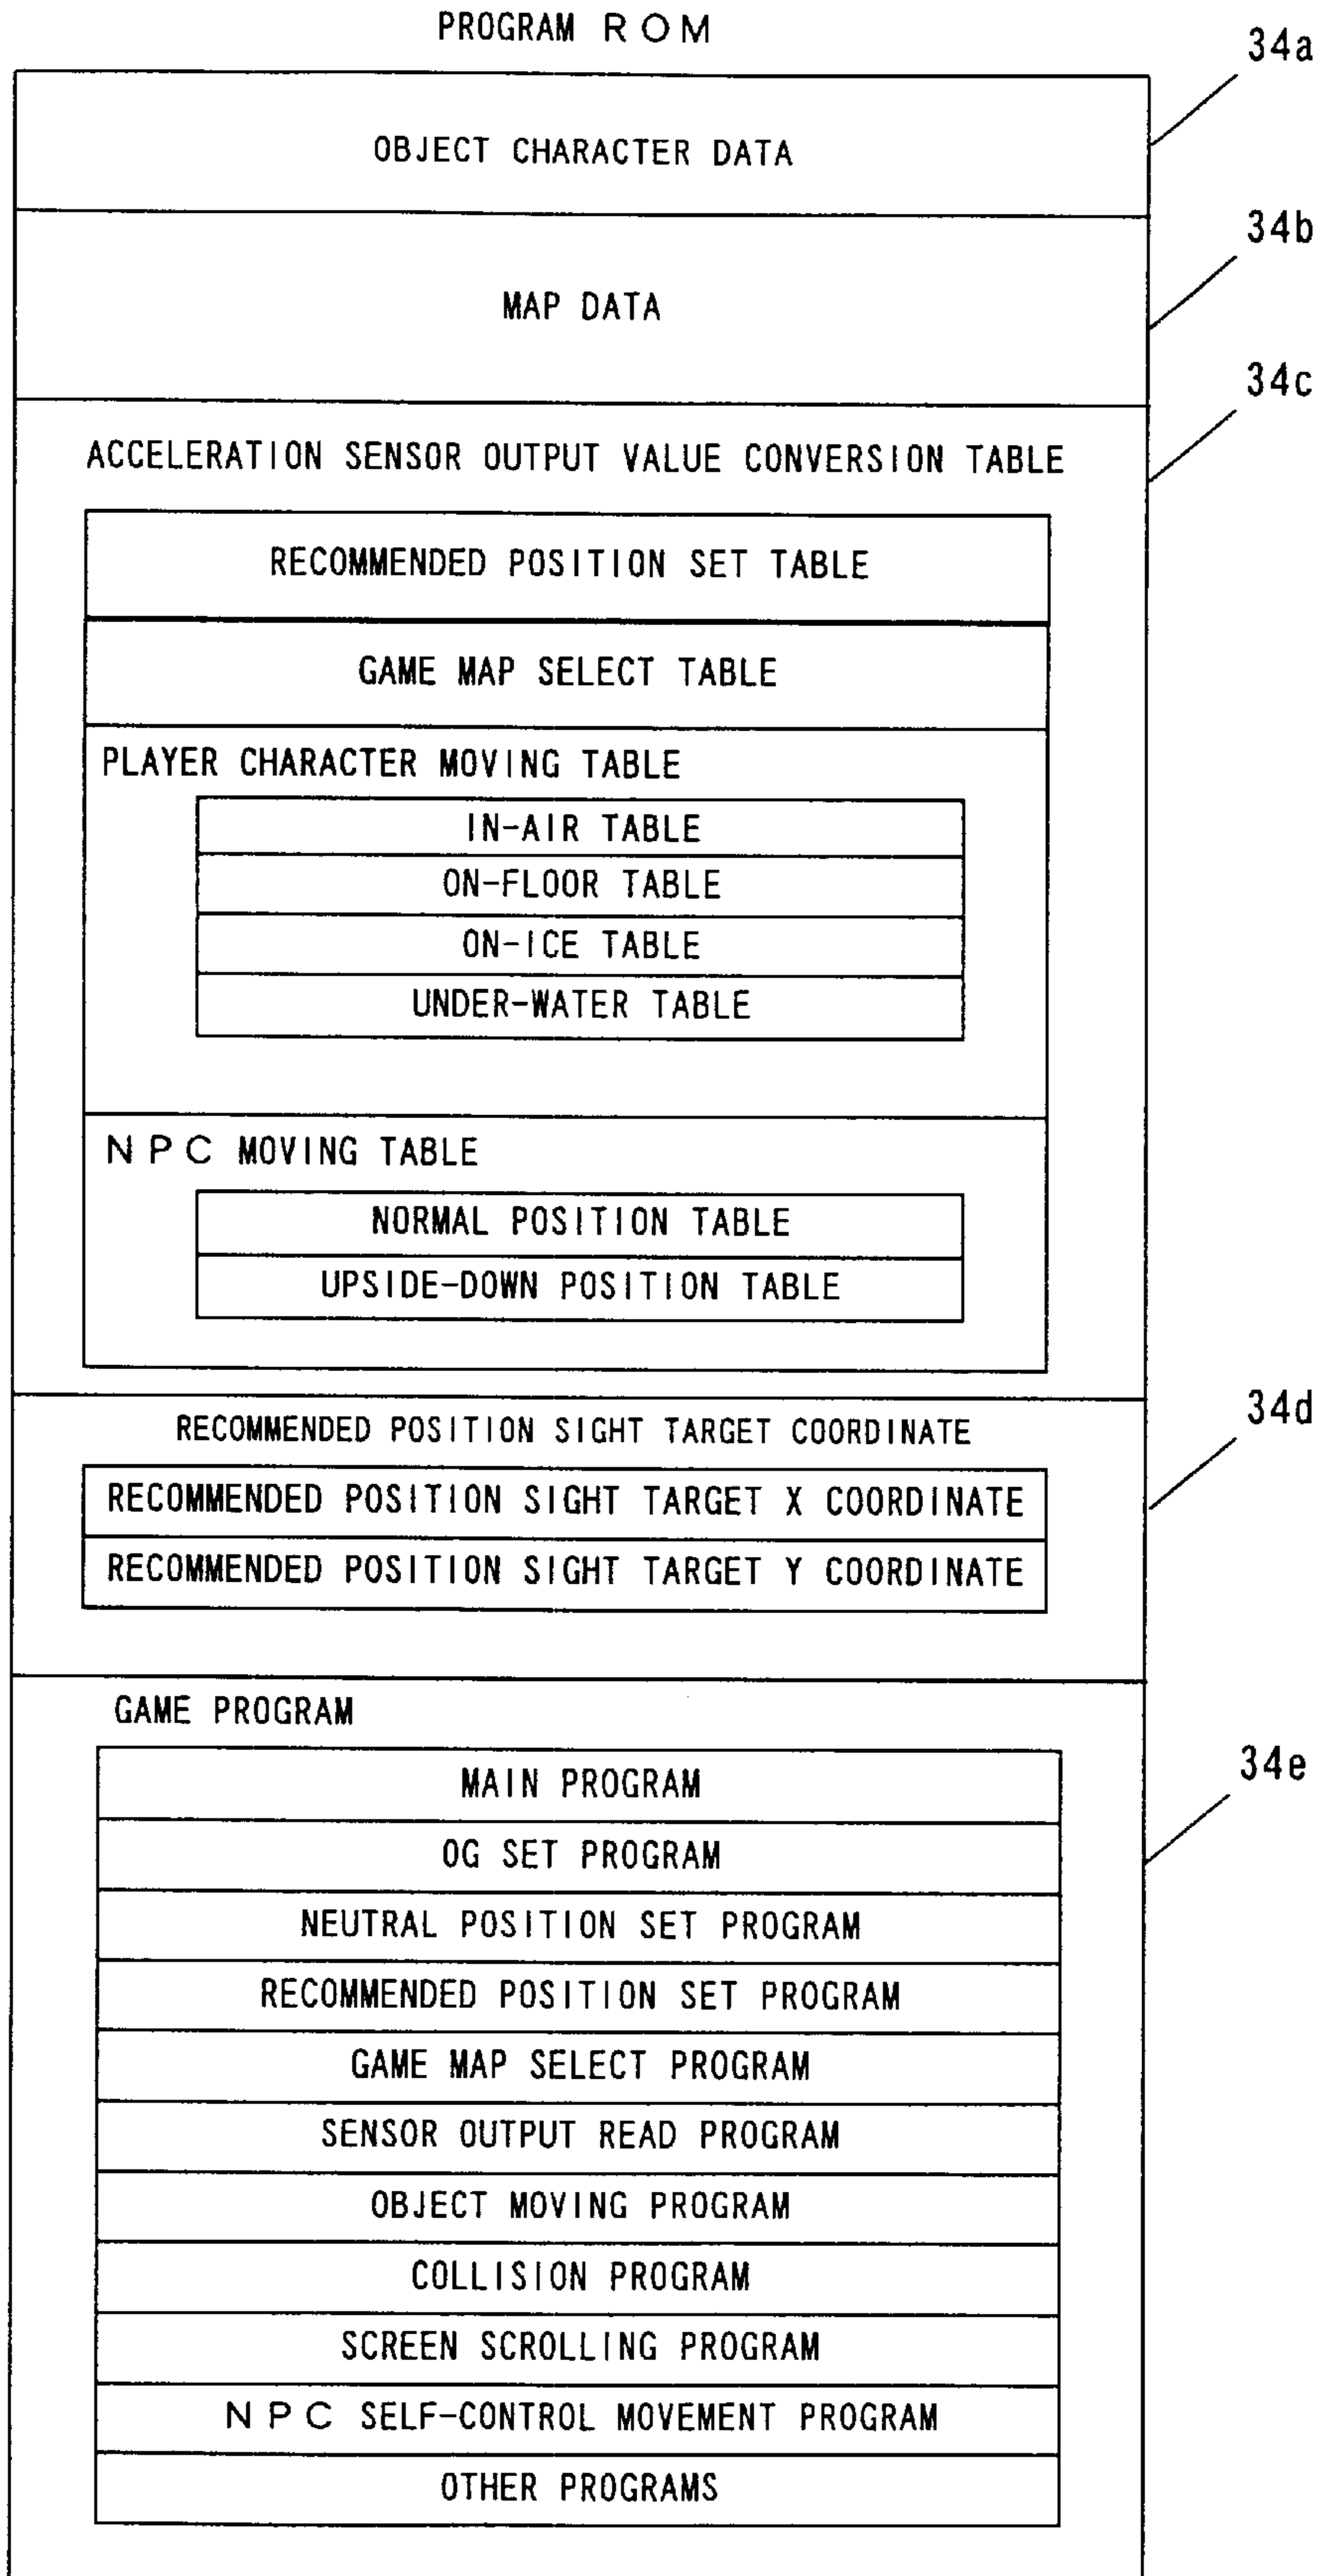 PROGRAM ROM
34a
OBJECT CHARACTER DATA
34b
MAP DATA
34c
ACCELERATION SENSOR OUTPUT VALUE CONVERSION TABLE
RECOMMENDED POSITION SET TABLE
GAME MAP SELECT TABLE
PLAYER CHARACTER MOVING TABLE
IN-AIR TABLE
ON-FLOOR TABLE
ON-ICE TABLE
UNDER-WATER TABLE
NPC MOVING TABLE
NORMAL POSITION TABLE
UPSIDE-DOWN POSITION TABLE
34d
RECOMMENDED POSITION SIGHT TARGET COORDINATE
RECOMMENDED POSITION SIGHT TARGET X COORDINATE
RECOMMENDED POSITION SIGHT TARGET Y COORDINATE
GAME PROGRAM
34e
MAIN PROGRAM
OG SET PROGRAM
NEUTRAL POSITION SET PROGRAM
RECOMMENDED POSITION SET PROGRAM
GAME MAP SELECT PROGRAM
SENSOR OUTPUT READ PROGRAM
OBJECT MOVING PROGRAM
COLLISION PROGRAM
SCREEN SCROLLING PROGRAM
NPC SELF-CONTROL MOVEMENT PROGRAM
OTHER PROGRAMS